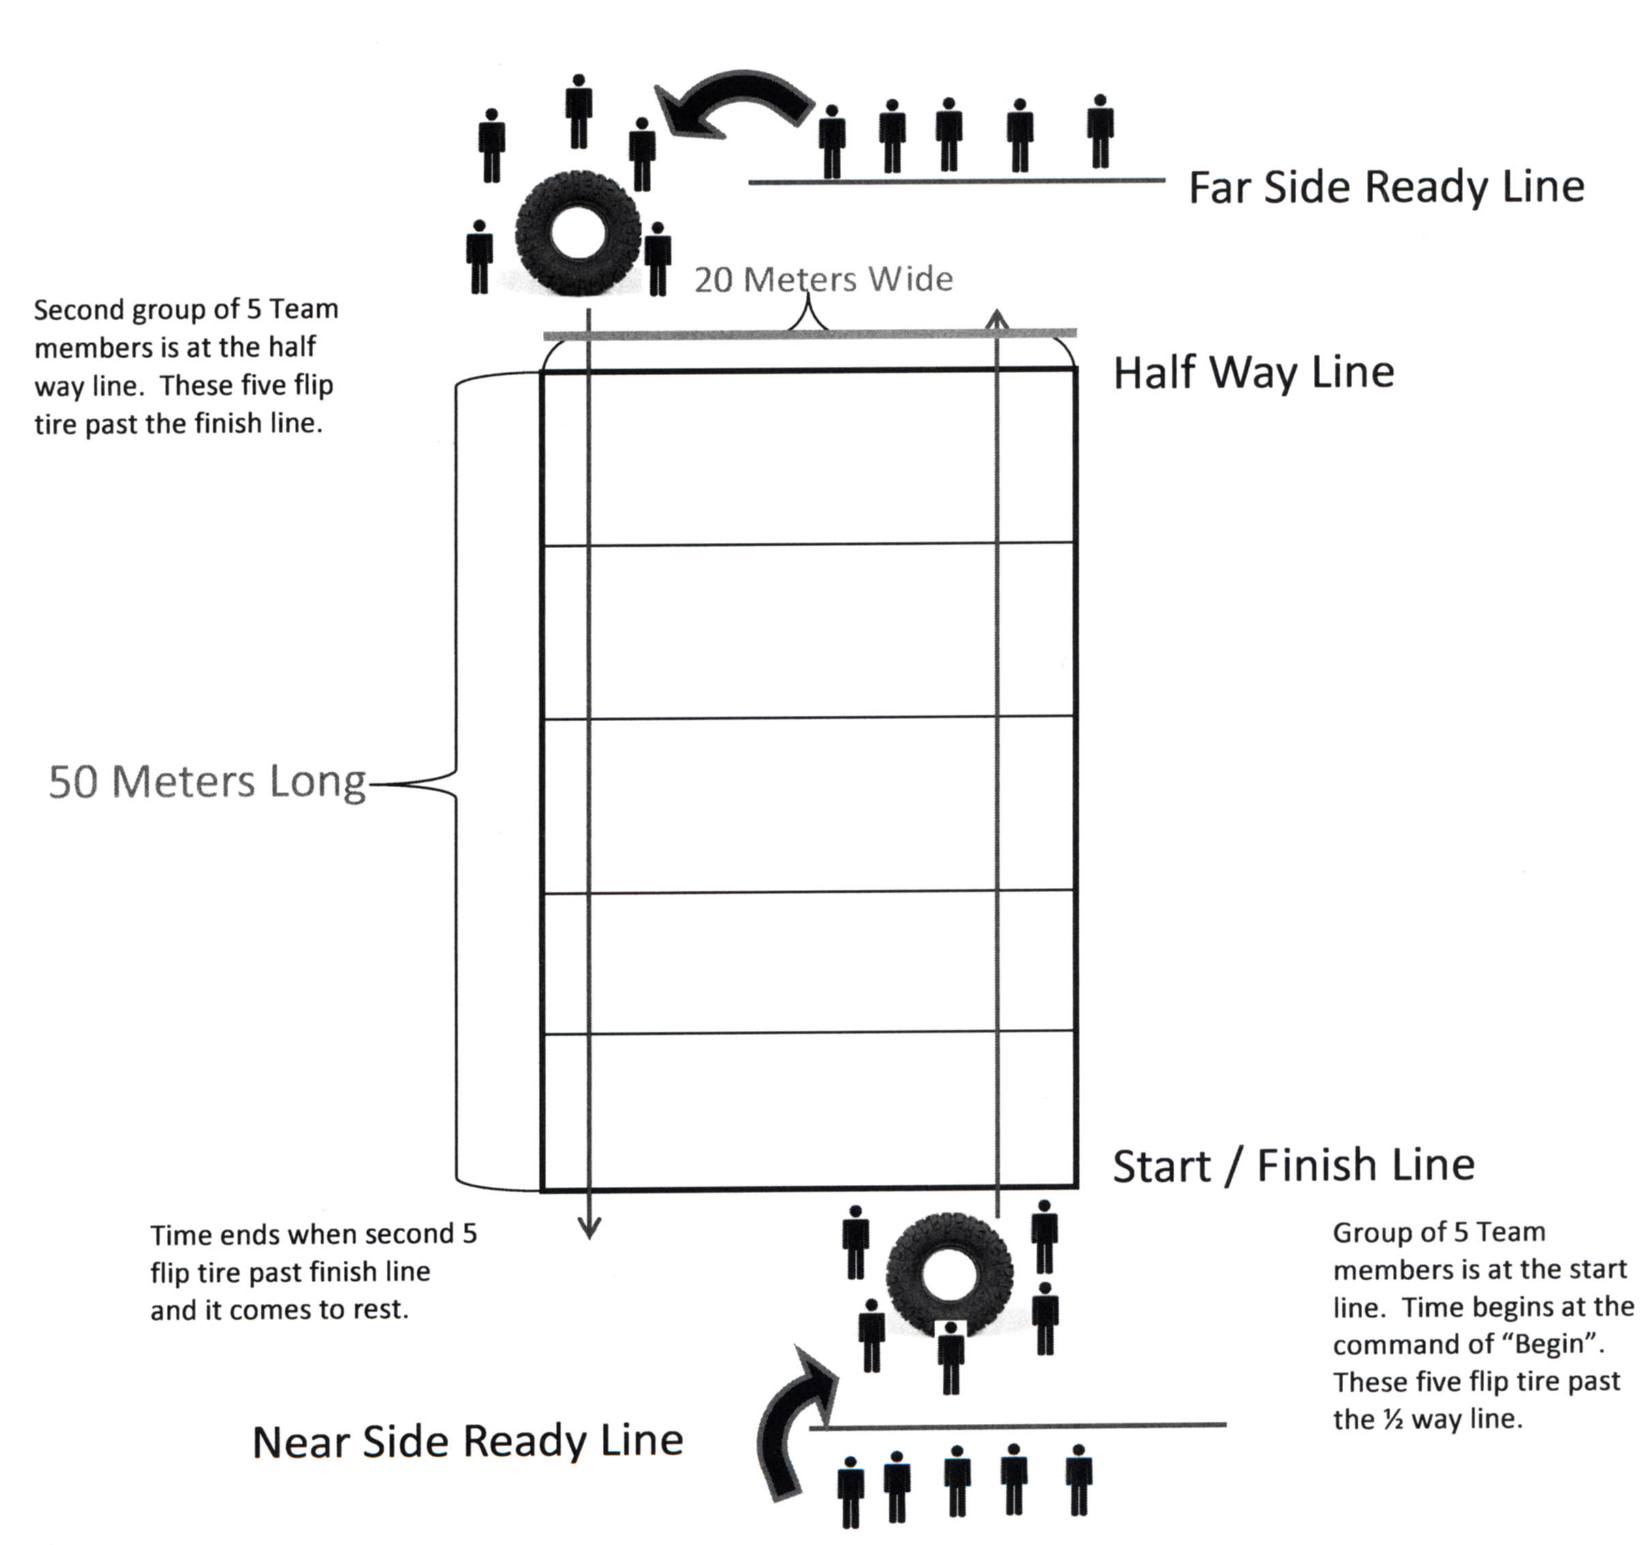 Far Side Ready Line
20 Meters Wide
Second group of 5 Team
members is at the half
way line.  These five flip
tire past the finish line.
Half Way Line
50 Meters Long
Start / Finish Line
Time ends when second 5
flip tire past finish line
and it comes to rest.
Group of 5 Team
members is at the start
line.  Time begins at the
command of “Begin”.
These five flip tire past
the ½ way line.
Near Side Ready Line